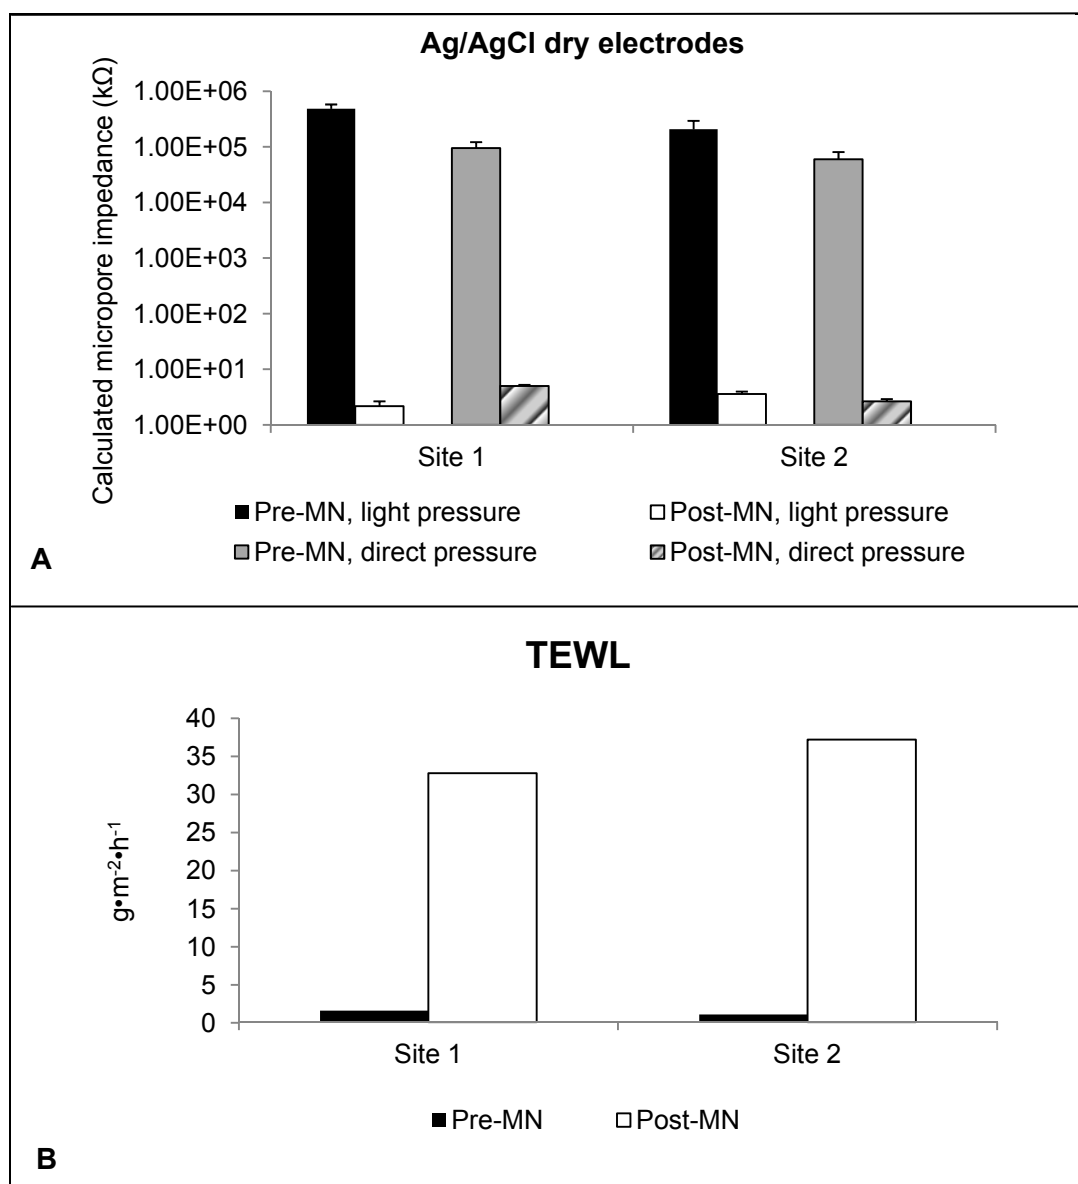 Ag/AgCl dry electrodes
Calculated micropore impedance (kΩ)
1.00E+06
1.00E+05
1.00E+04
1.00E+03
1.00E+02
1.00E+01
1.00E+00
Site 1 Site 2
Pre-MN, light pressure Post-MN, light pressure
Pre-MN, direct pressure Post-MN, direct pressure
A
TEWL
g•m⁻²•h⁻¹
40
35
30
25
20
15
10
5
0
Site 1 Site 2
Pre-MN Post-MN
B